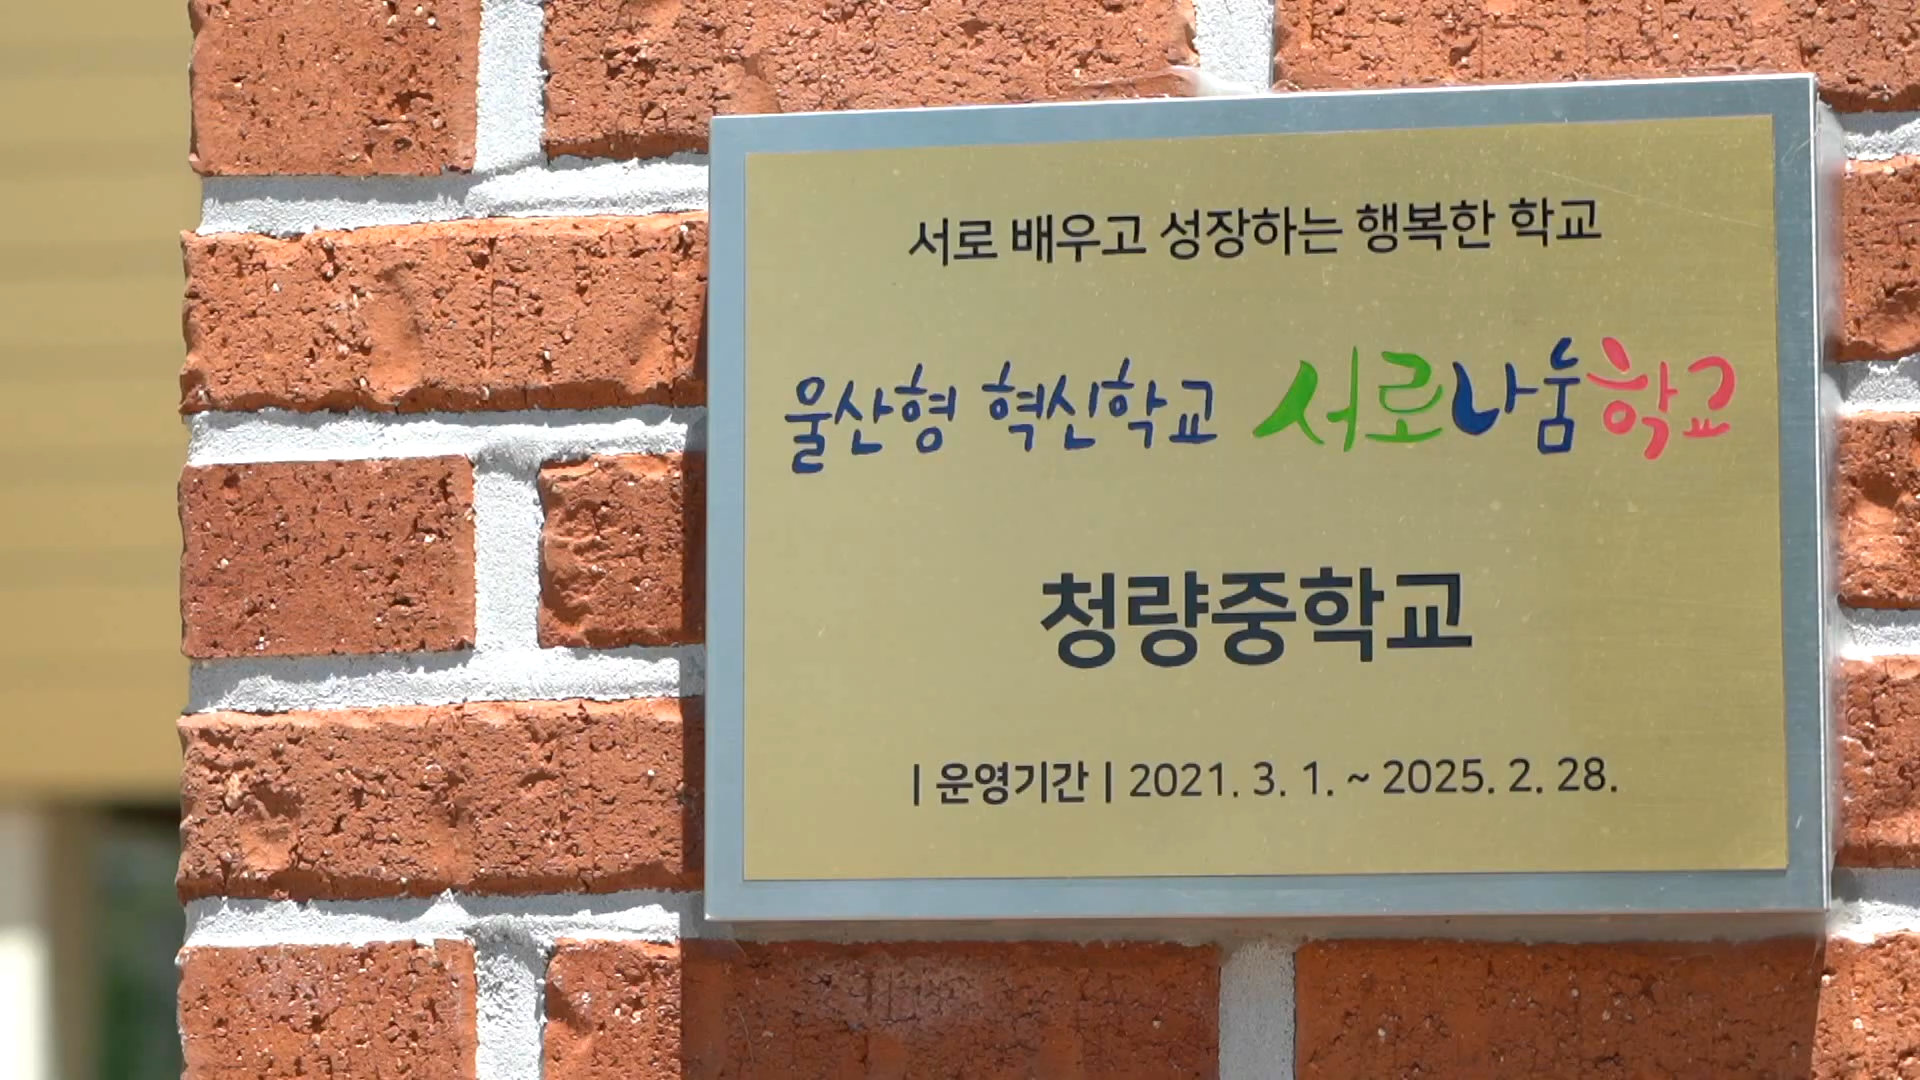 서로 배우고 성장하는 행복한 학교
울산형 혁신학교 서로나눔학교
청량중학교
| 운영기간 | 2021. 3. 1. ~ 2025. 2. 28.